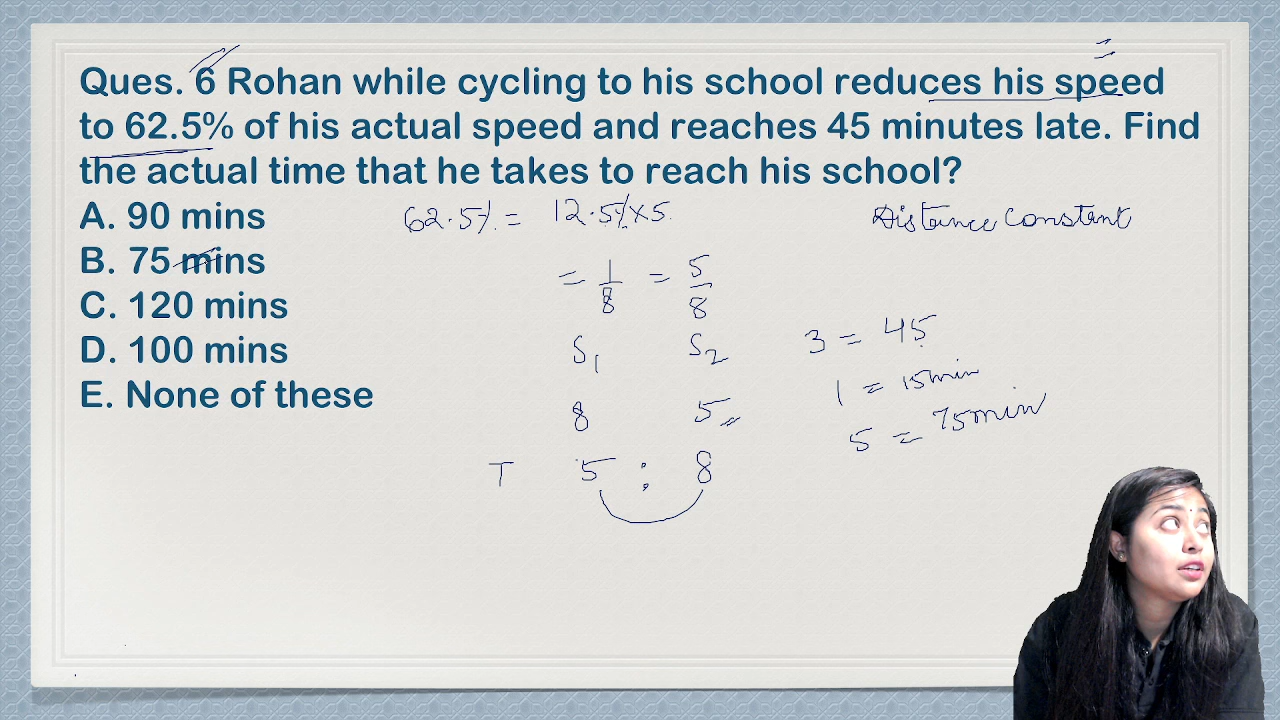 Ques. 6 Rohan while cycling to his school reduces his speed
to 62.5% of his actual speed and reaches 45 minutes late. Find
the actual time that he takes to reach his school?
A. 90 mins
B. 75 mins
C. 120 mins
D. 100 mins
E. None of these
62.5% = 12.5% x 5
Distance constant
= 1/8 = 5/8
S1 S2
8 5
T 5 : 8
3 = 45
1 = 15min
5 = 75min